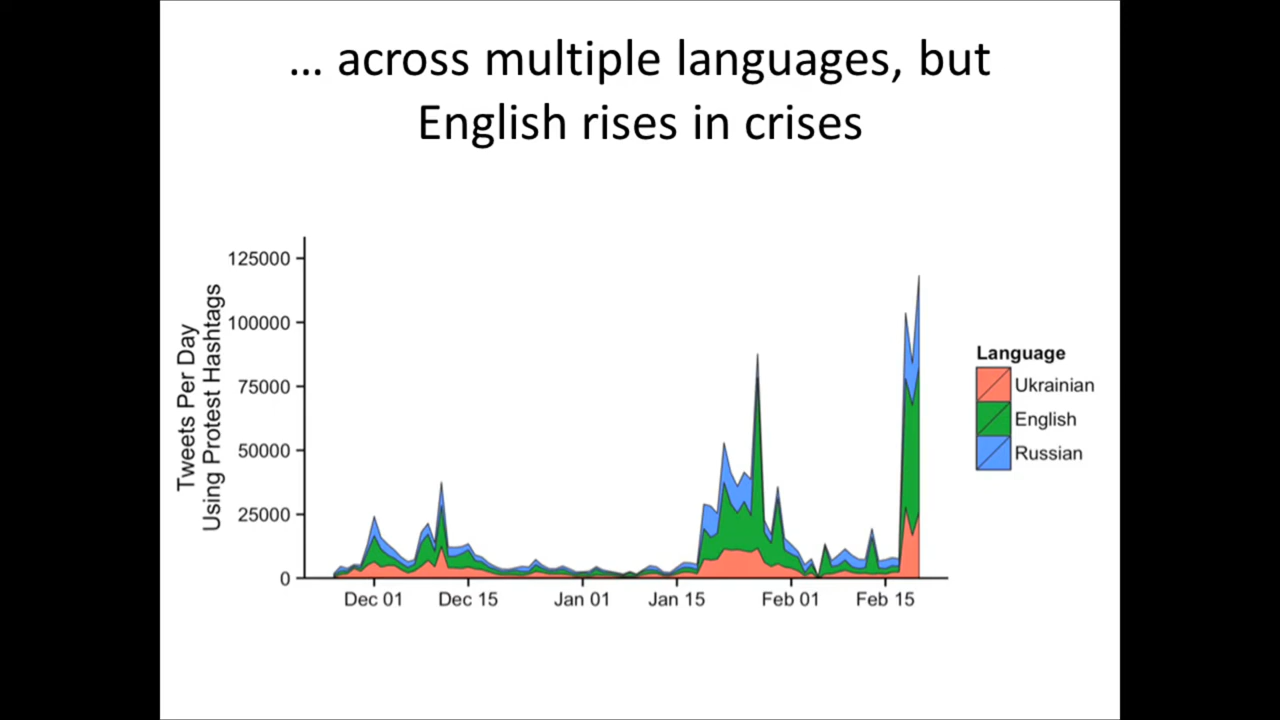 … across multiple languages, but
English rises in crises
Tweets Per Day
Using Protest Hashtags
125000
100000
75000
50000
25000
0
Dec 01
Dec 15
Jan 01
Jan 15
Feb 01
Feb 15
Language
Ukrainian
English
Russian